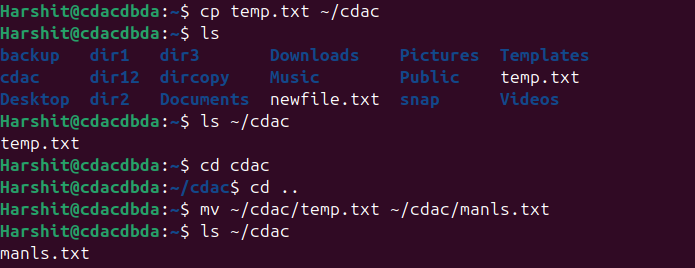 Harshit@cdacdbda:~$ cp temp.txt ~/cdac
Harshit@cdacdbda:~$ ls
backup  dir1   dir3       Downloads    Pictures  Templates
cdac    dir12  dircopy    Music        Public    temp.txt
Desktop  dir2   Documents  newfile.txt  snap      Videos
Harshit@cdacdbda:~$ ls ~/cdac
temp.txt
Harshit@cdacdbda:~$ cd cdac
Harshit@cdacdbda:~/cdac$ cd ..
Harshit@cdacdbda:~$ mv ~/cdac/temp.txt ~/cdac/manls.txt
Harshit@cdacdbda:~$ ls ~/cdac
manls.txt